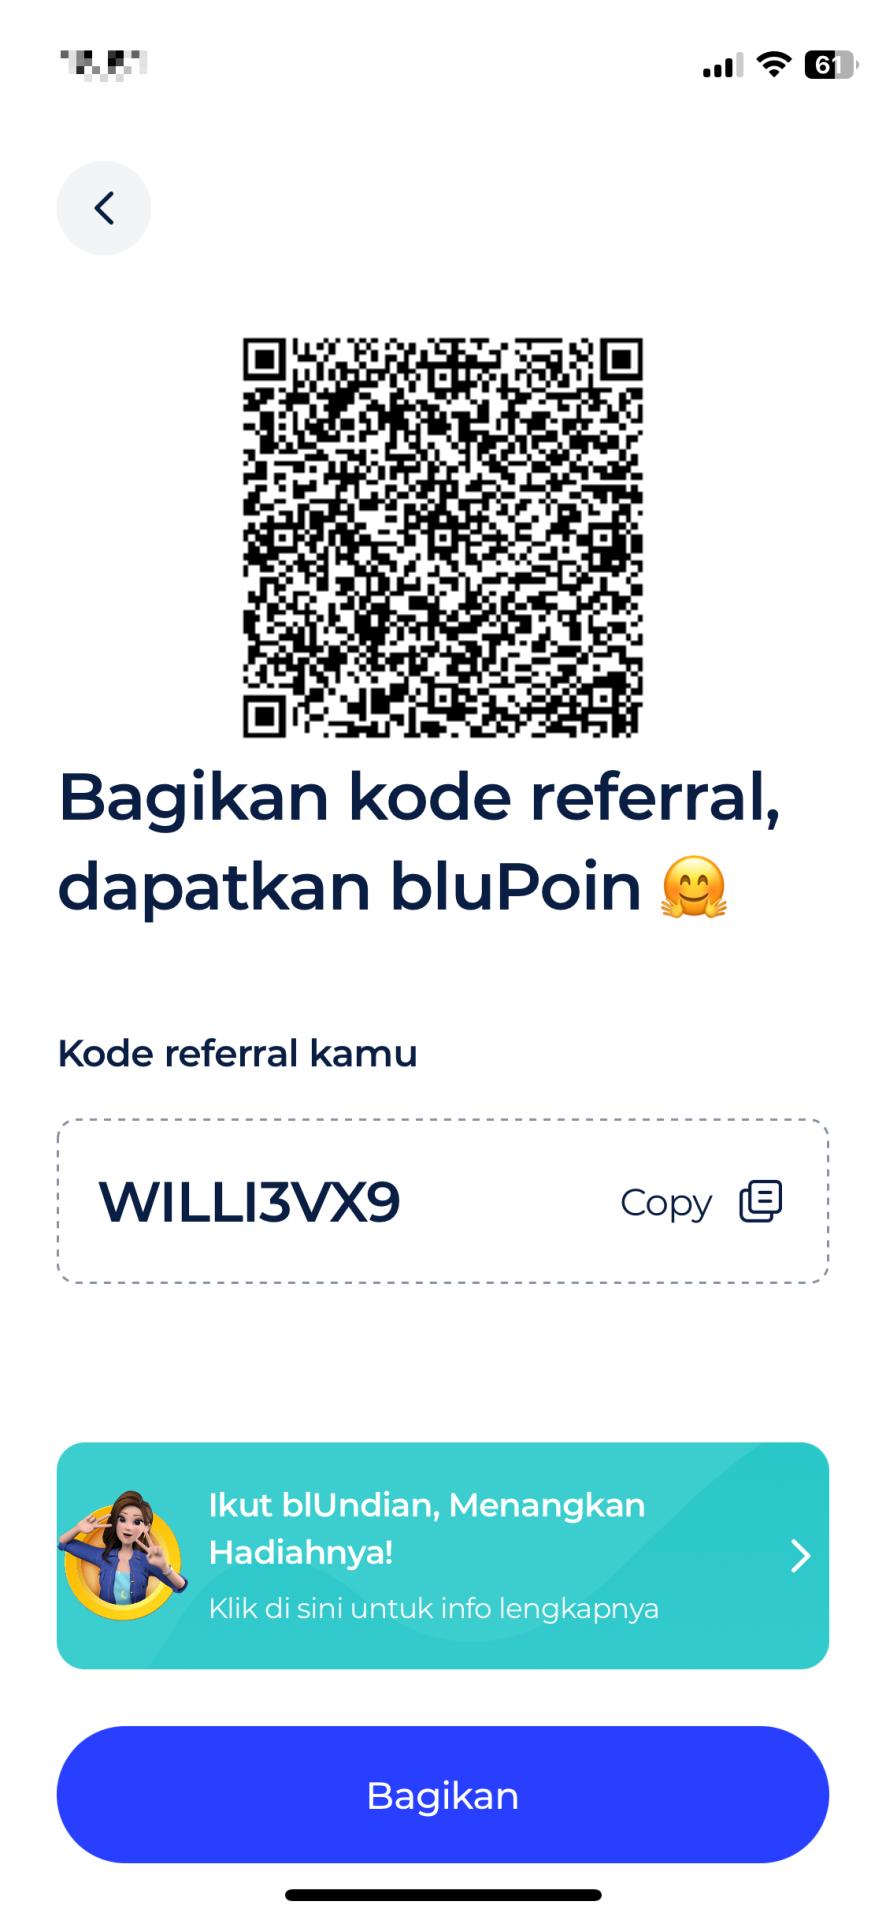 61
Bagikan kode referral,
dapatkan bluPoin 🤗
Kode referral kamu
WILLI3VX9
Copy
Ikut blUndian, Menangkan
Hadiahnya!
Klik di sini untuk info lengkapnya
Bagikan